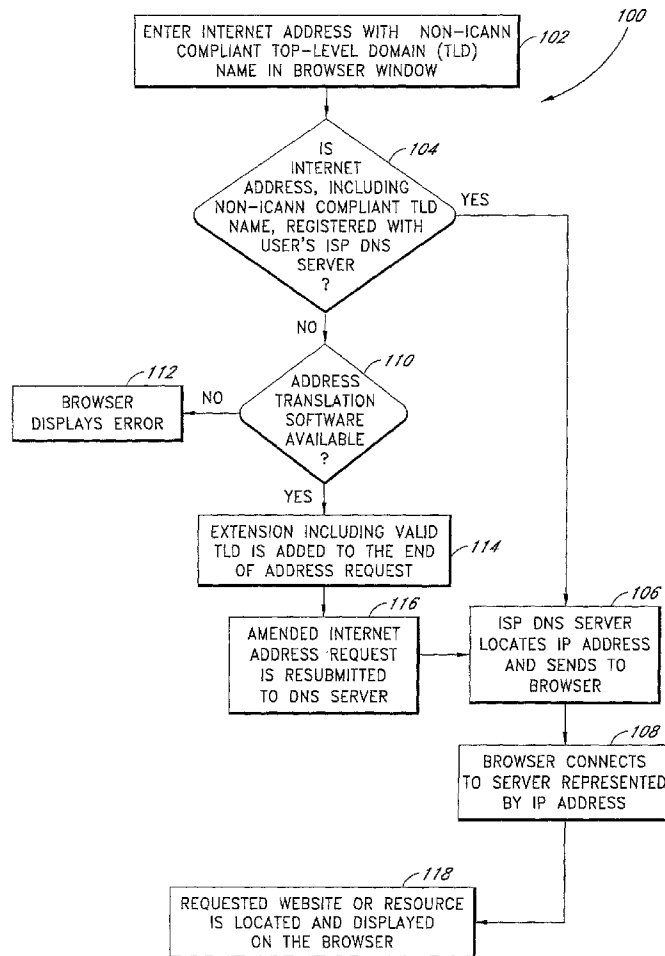 100
ENTER INTERNET ADDRESS WITH NON-ICANN
COMPLIANT TOP-LEVEL DOMAIN (TLD)
NAME IN BROWSER WINDOW
102
104
IS
INTERNET
ADDRESS, INCLUDING
NON-ICANN COMPLIANT TLD
NAME, REGISTERED WITH
USER'S ISP DNS
SERVER
?
YES
NO
110
ADDRESS
TRANSLATION
SOFTWARE
AVAILABLE
?
NO
112
BROWSER
DISPLAYS ERROR
YES
EXTENSION INCLUDING VALID
TLD IS ADDED TO THE END
OF ADDRESS REQUEST
114
116
AMENDED INTERNET
ADDRESS REQUEST
IS RESUBMITTED
TO DNS SERVER
106
ISP DNS SERVER
LOCATES IP ADDRESS
AND SENDS TO
BROWSER
108
BROWSER CONNECTS
TO SERVER REPRESENTED
BY IP ADDRESS
118
REQUESTED WEBSITE OR RESOURCE
IS LOCATED AND DISPLAYED
ON THE BROWSER